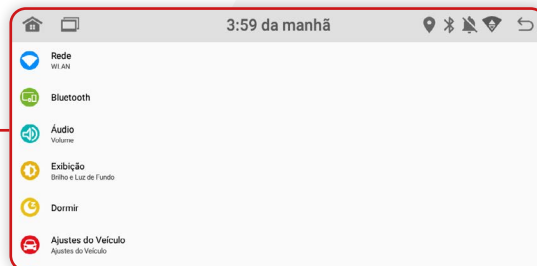 3:59 da manhã
Rede
WLAN
Bluetooth
Áudio
Volume
Exibição
Brilho e Luz de Fundo
Dormir
Ajustes do Veículo
Ajustes do Veículo